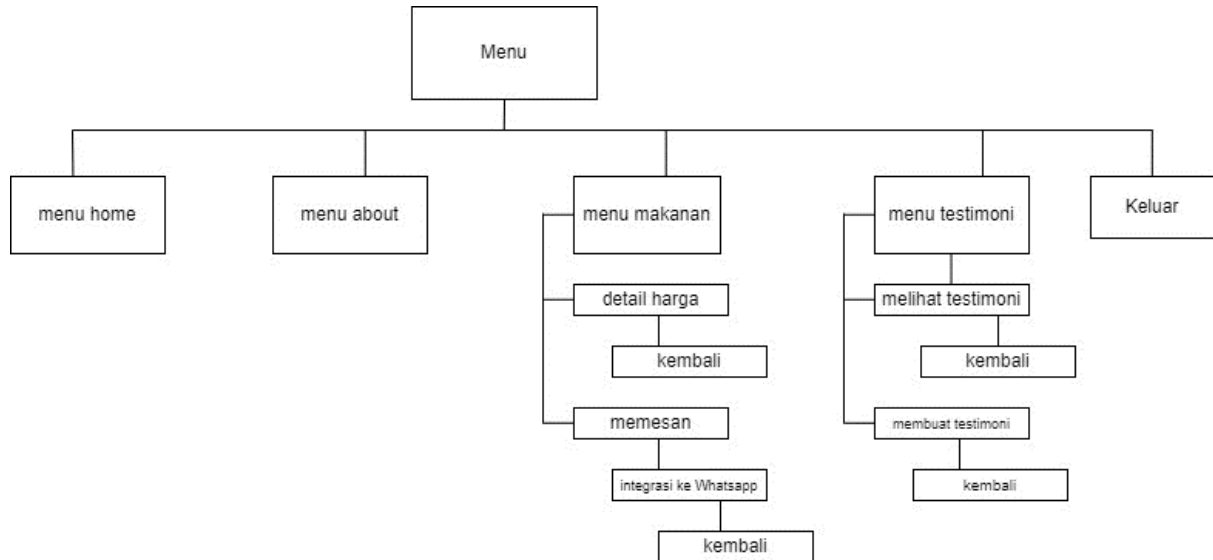 Menu
menu home
menu about
menu makanan
menu testimoni
Keluar
detail harga
melihat testimoni
kembali
kembali
memesan
membuat testimoni
integrasi ke Whatsapp
kembali
kembali